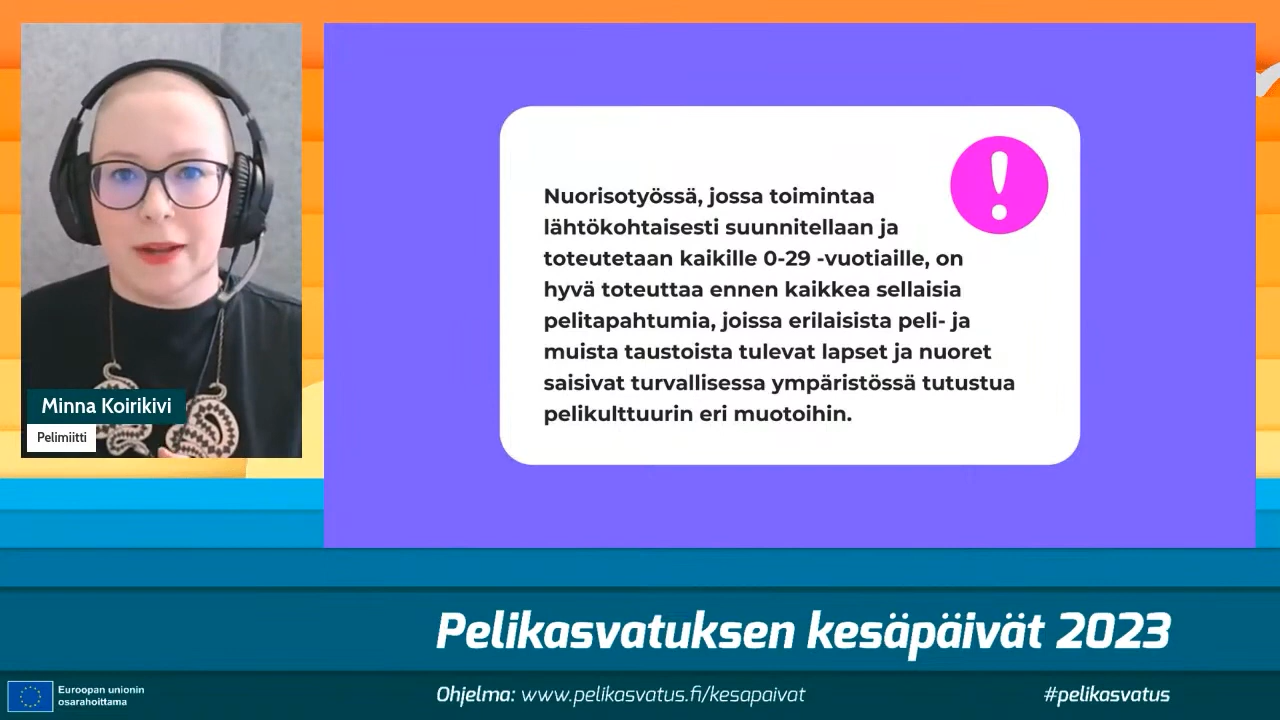 Minna Koirikivi
Pelimiitti
Nuorisotyössä, jossa toimintaa
lähtökohtaisesti suunnitellaan ja
toteutetaan kaikille 0-29 -vuotiaille, on
hyvä toteuttaa ennen kaikkea sellaisia
pelitapahtumia, joissa erilaisista peli- ja
muista taustoista tulevat lapset ja nuoret
saisivat turvallisessa ympäristössä tutustua
pelikulttuurin eri muotoihin.
Pelikasvatuksen kesäpäivät 2023
Euroopan unionin
osarahoittama
Ohjelma: www.pelikasvatus.fi/kesapaivat
#pelikasvatus